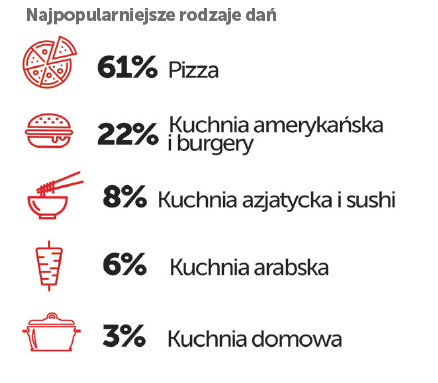 Najpopularniejsze rodzaje dań
61% Pizza
22% Kuchnia amerykańska
i burgery
8% Kuchnia azjatycka i sushi
6% Kuchnia arabska
3% Kuchnia domowa